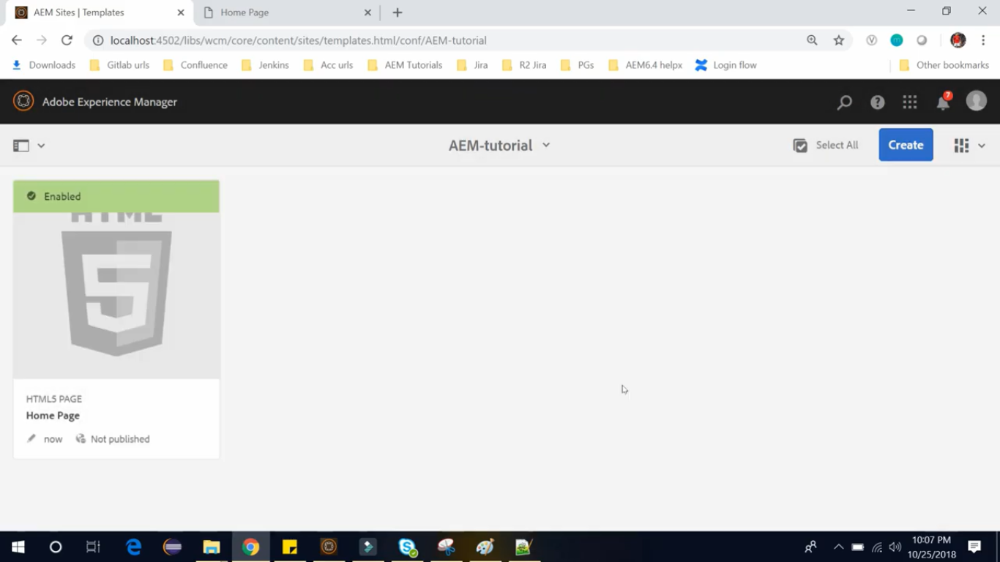 AEM Sites | Templates
Home Page
localhost:4502/libs/wcm/core/content/sites/templates.html/conf/AEM-tutorial
Downloads Gitlab urls Confluence Jenkins Acc urls AEM Tutorials Jira R2 Jira PGs AEM6.4 helpx Login flow Other bookmarks
Adobe Experience Manager
7
AEM-tutorial
Select All
Create
Enabled
HTML
5
HTML5 PAGE
Home Page
now Not published
10:07 PM
10/25/2018